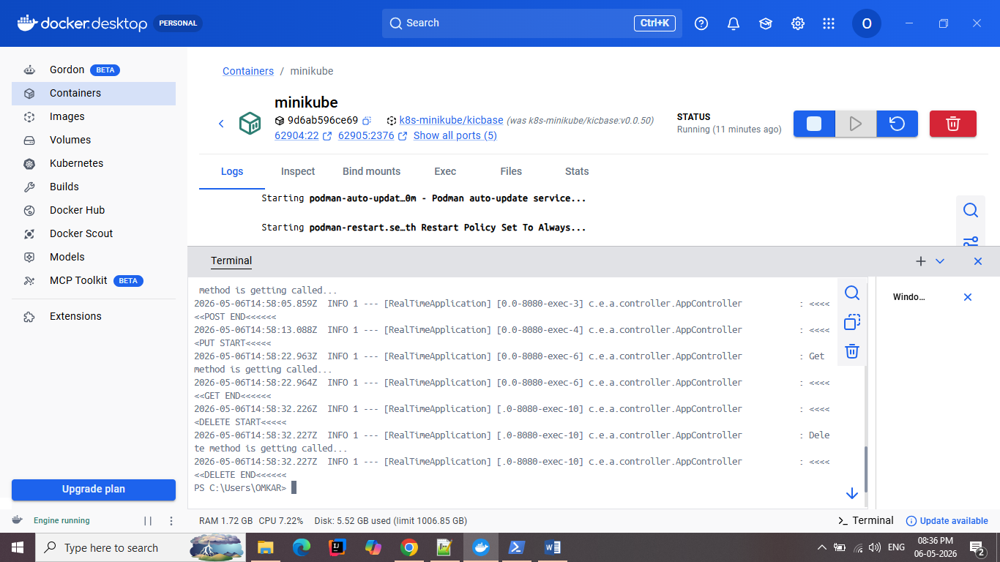 docker.desktop PERSONAL
Search Ctrl+K
O
Gordon BETA
Containers
Images
Volumes
Kubernetes
Builds
Docker Hub
Docker Scout
Models
MCP Toolkit BETA
Extensions
Upgrade plan
Containers / minikube
minikube
9d6ab596ce69 k8s-minikube/kicbase (was k8s-minikube/kicbase:v0.0.50)
62904:22 62905:2376 Show all ports (5)
STATUS
Running (11 minutes ago)
Logs Inspect Bind mounts Exec Files Stats
Starting podman-auto-updat…0m - Podman auto-update service...
Starting podman-restart.se…th Restart Policy Set To Always...
Terminal
method is getting called...
2026-05-06T14:58:05.859Z  INFO 1 --- [RealTimeApplication] [0.0-8080-exec-3] c.e.a.controller.AppController           : <<<<
<<POST END<<<<<<
2026-05-06T14:58:13.088Z  INFO 1 --- [RealTimeApplication] [0.0-8080-exec-4] c.e.a.controller.AppController           : <<<<
<PUT START<<<<<
2026-05-06T14:58:22.963Z  INFO 1 --- [RealTimeApplication] [0.0-8080-exec-6] c.e.a.controller.AppController           : Get
method is getting called...
2026-05-06T14:58:22.964Z  INFO 1 --- [RealTimeApplication] [0.0-8080-exec-6] c.e.a.controller.AppController           : <<<<
<<GET END<<<<<<
2026-05-06T14:58:32.226Z  INFO 1 --- [RealTimeApplication] [.0-8080-exec-10] c.e.a.controller.AppController           : <<<<
<DELETE START<<<<<
2026-05-06T14:58:32.227Z  INFO 1 --- [RealTimeApplication] [.0-8080-exec-10] c.e.a.controller.AppController           : Dele
te method is getting called...
2026-05-06T14:58:32.227Z  INFO 1 --- [RealTimeApplication] [.0-8080-exec-10] c.e.a.controller.AppController           : <<<<
<<DELETE END<<<<<<
PS C:\Users\OMKAR>
Windo...
Engine running
RAM 1.72 GB CPU 7.22% Disk: 5.52 GB used (limit 1006.85 GB)
Terminal
Update available
Type here to search
ENG
08:36 PM
06-05-2026
2